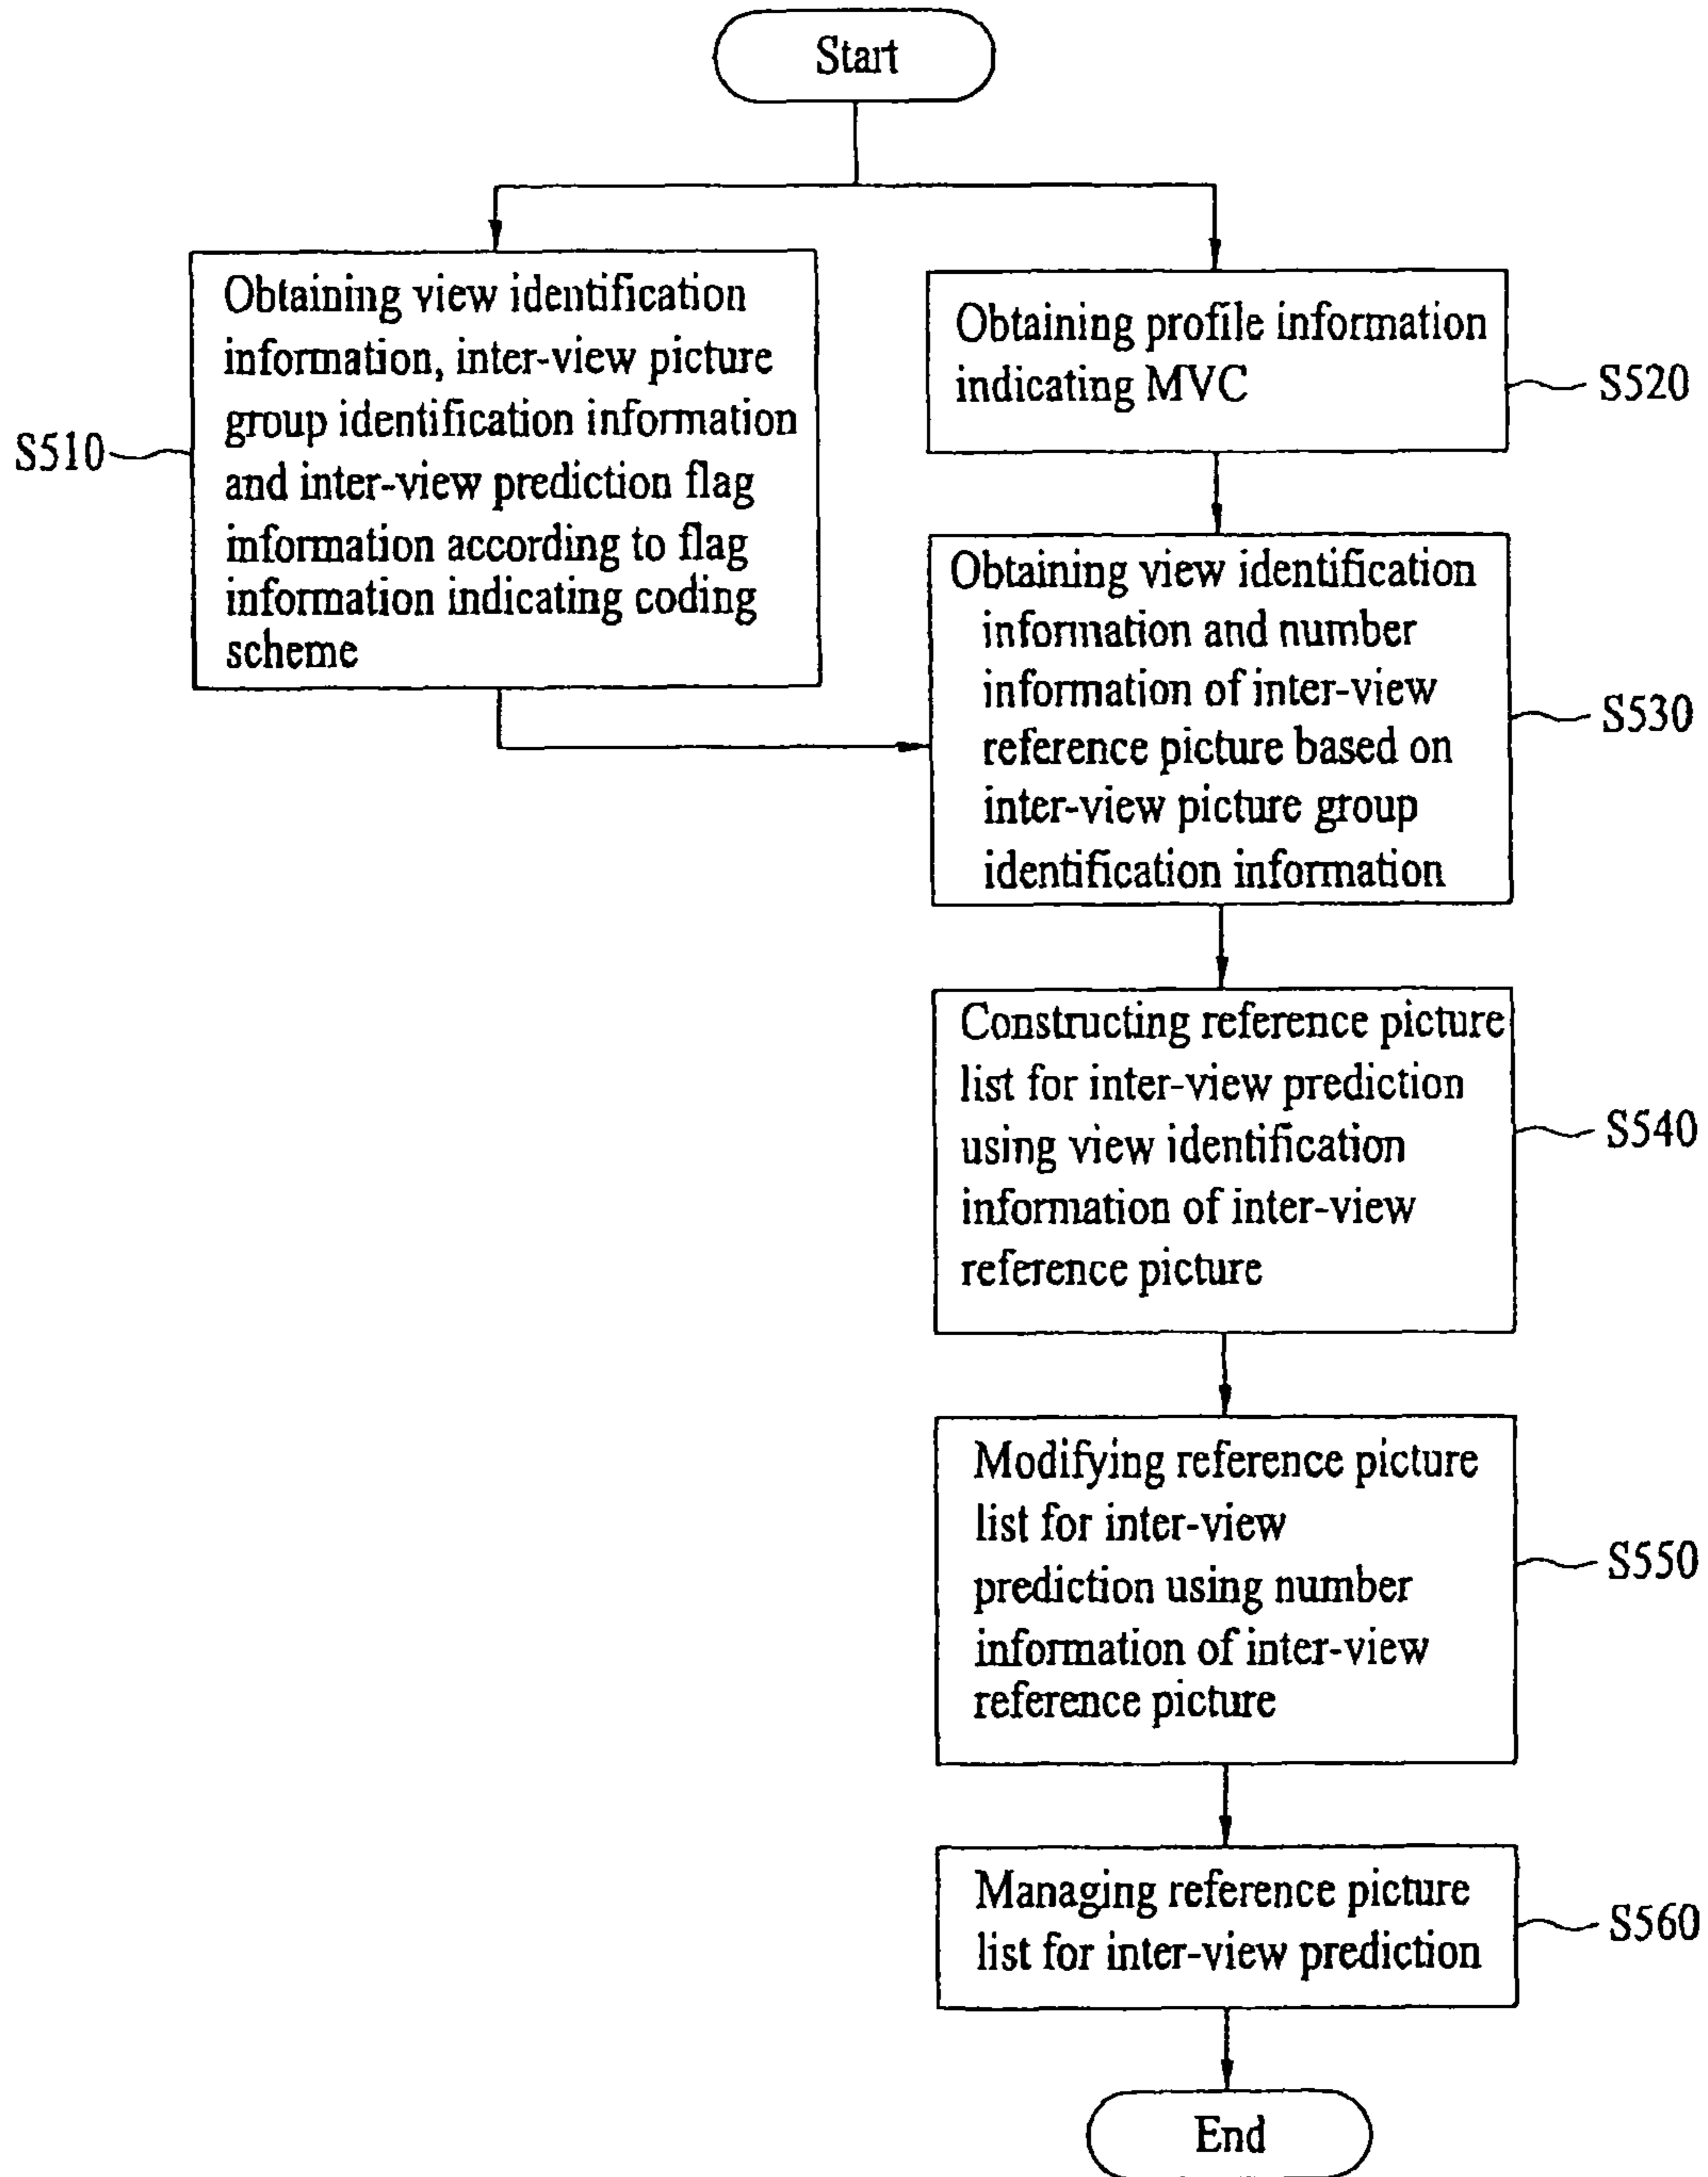 Start
Obtaining view identification
information, inter-view picture
group identification information
and inter-view prediction flag
information according to flag
information indicating coding
scheme
S510
Obtaining profile information
indicating MVC
S520
Obtaining view identification
information and number
information of inter-view
reference picture based on
inter-view picture group
identification information
S530
Constructing reference picture
list for inter-view prediction
using view identification
information of inter-view
reference picture
S540
Modifying reference picture
list for inter-view
prediction using number
information of inter-view
reference picture
S550
Managing reference picture
list for inter-view prediction
S560
End